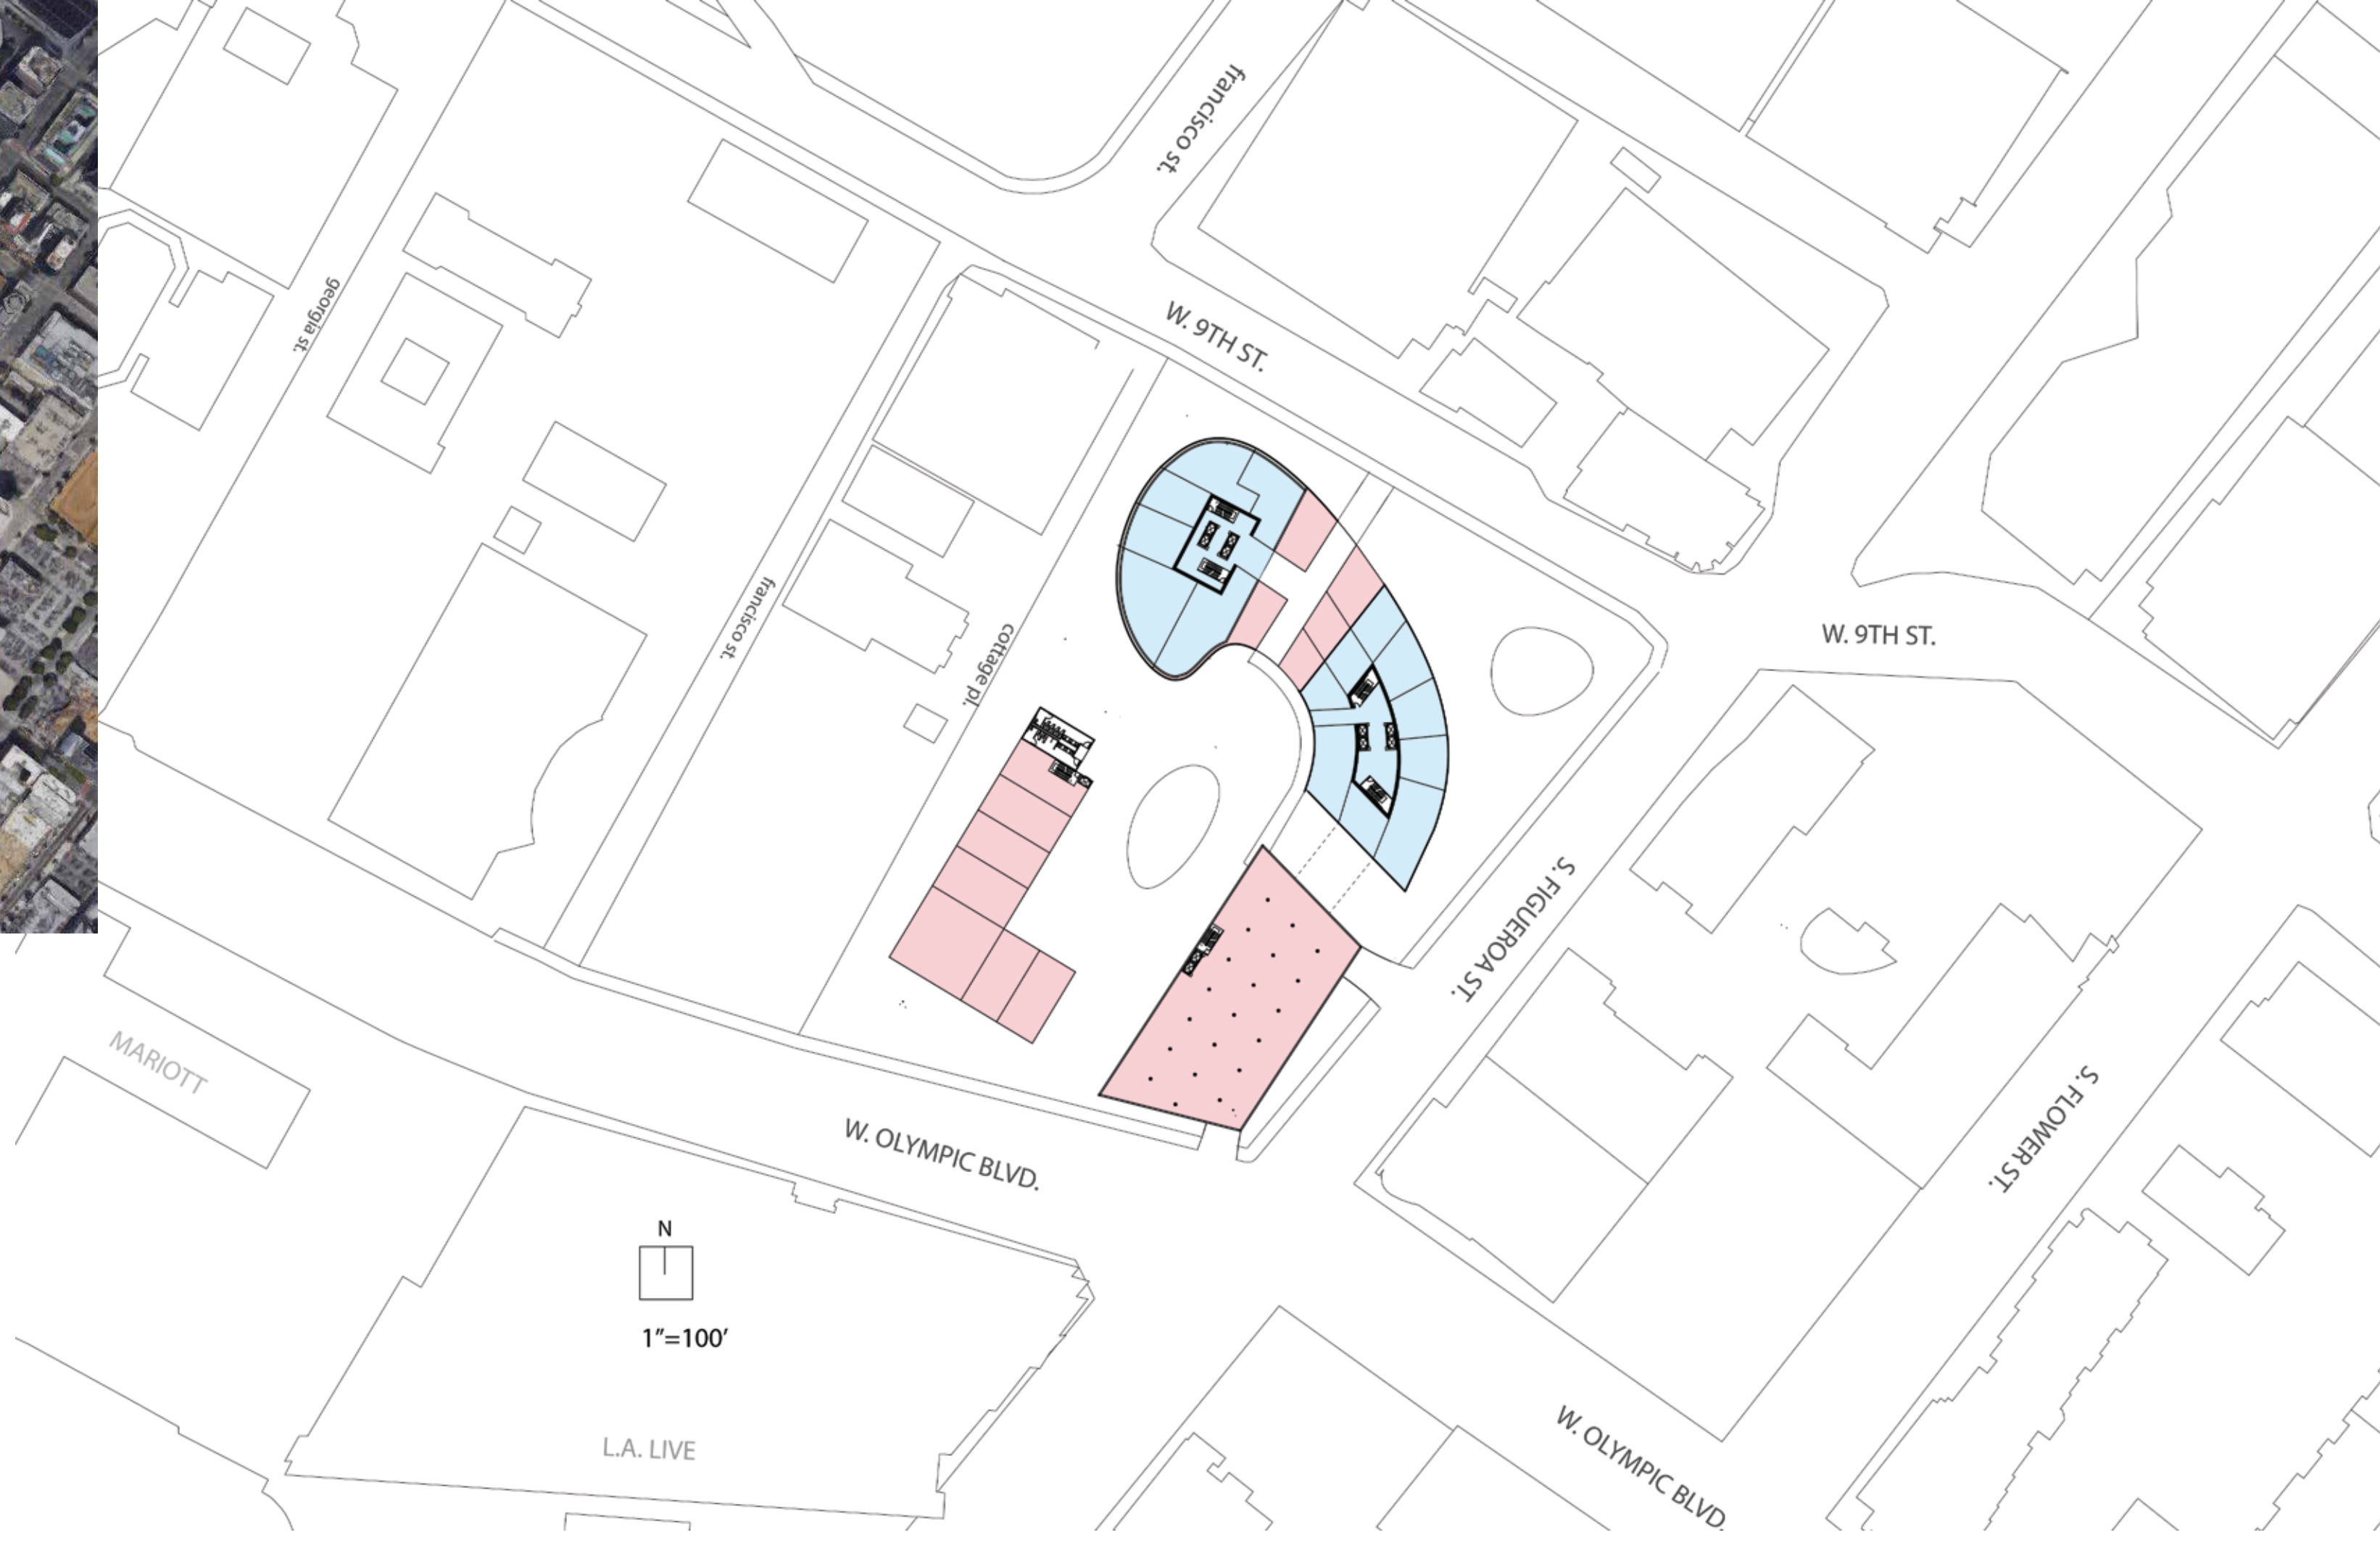 francisco st.
georgia st.
W. 9TH ST.
francisco st.
cottage pl.
W. 9TH ST.
S. FIGUEROA ST.
MARIOTT
W. OLYMPIC BLVD.
S. FLOWER ST.
N
1"=100'
L.A. LIVE
W. OLYMPIC BLVD.